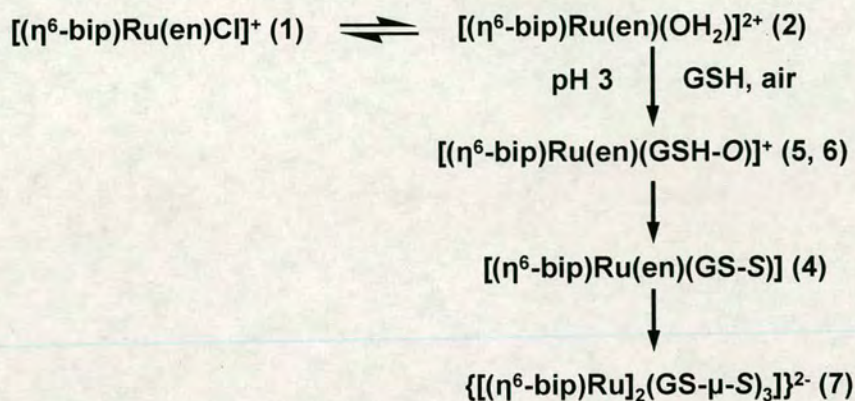 [(η⁶-bip)Ru(en)Cl]⁺ (1) ⇌ [(η⁶-bip)Ru(en)(OH₂)]²⁺ (2)
pH 3 GSH, air
[(η⁶-bip)Ru(en)(GSH-O)]⁺ (5, 6)
[(η⁶-bip)Ru(en)(GS-S)] (4)
{[(η⁶-bip)Ru]₂(GS-μ-S)₃]}²⁻ (7)